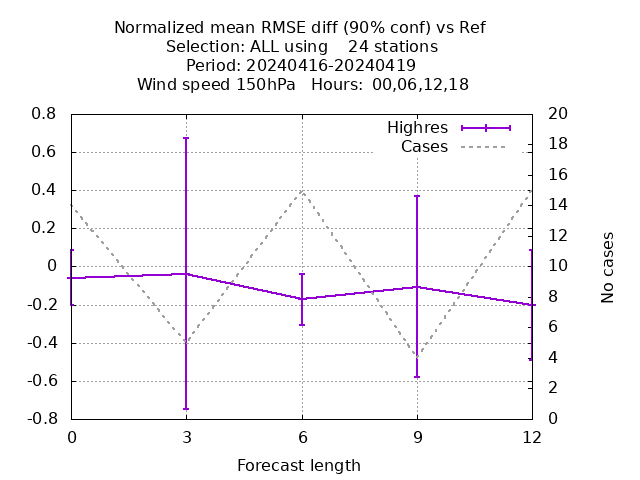 Normalized mean RMSE diff (90% conf) vs Ref
Selection: ALL using    24 stations
Period: 20240416-20240419
Wind speed 150hPa   Hours:  00,06,12,18
Highres
Cases
0.8
0.6
0.4
0.2
0
-0.2
-0.4
-0.6
-0.8
20
18
16
14
12
10
8
6
4
2
0
No cases
0 3 6 9 12
Forecast length